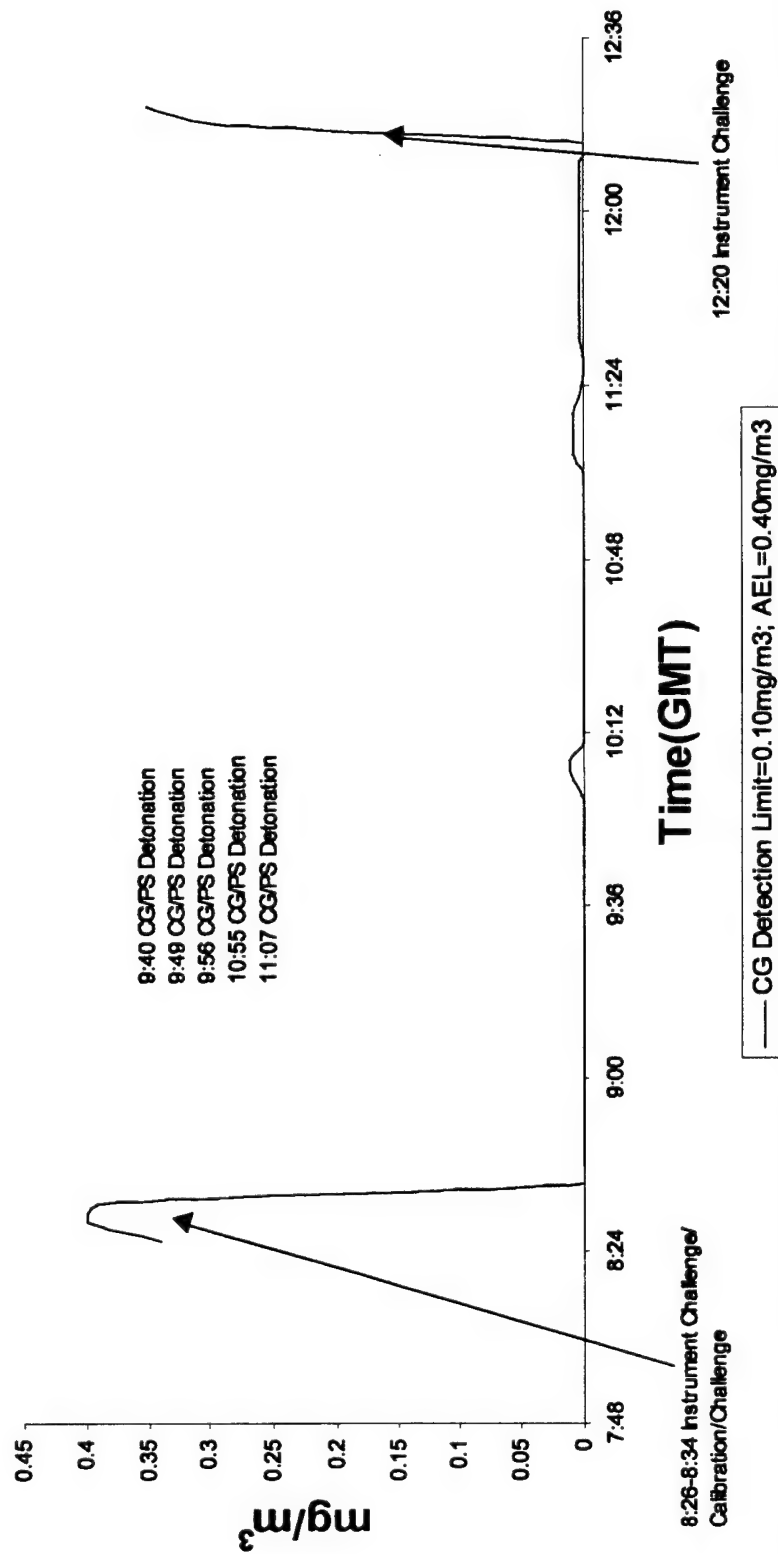 mg/m3
0.45
0.4
0.35
0.3
0.25
0.2
0.15
0.1
0.05
0
9:40 CG/PS Detonation
9:49 CG/PS Detonation
9:56 CG/PS Detonation
10:55 CG/PS Detonation
11:07 CG/PS Detonation
7:48
8:24
9:00
9:36
10:12
10:48
11:24
12:00
12:36
Time(GMT)
8:26-8:34 Instrument Challenge/
Calibration/Challenge
12:20 Instrument Challenge
CG Detection Limit=0.10mg/m3; AEL=0.40mg/m3